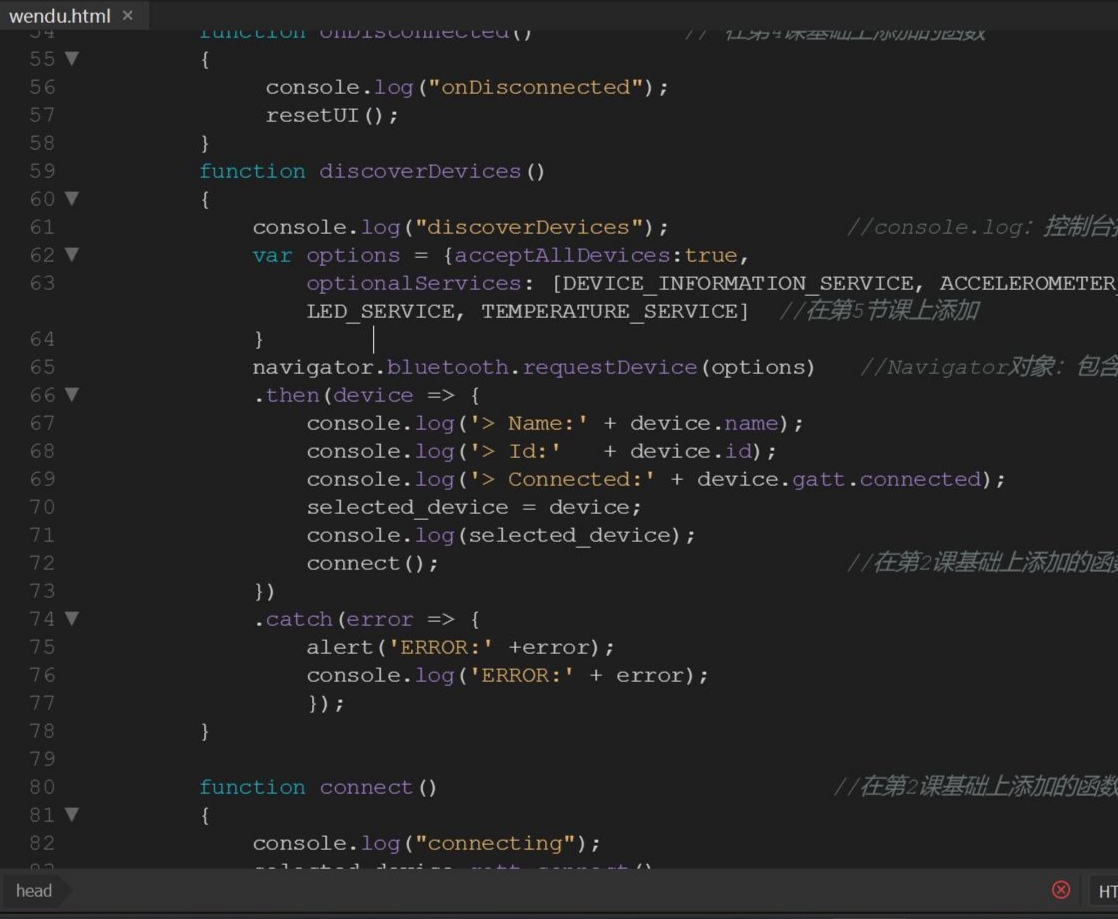 wendu.html ×
54 function onDisconnected() // 在第4课基础上添加的函数
55 {
56 console.log("onDisconnected");
57 resetUI();
58 }
59 function discoverDevices()
60 {
61 console.log("discoverDevices"); //console.log: 控制台
62 var options = {acceptAllDevices:true,
63 optionalServices: [DEVICE_INFORMATION_SERVICE, ACCELEROMETER_
LED_SERVICE, TEMPERATURE_SERVICE] //在第5节课上添加
64 }
65 navigator.bluetooth.requestDevice(options) //Navigator对象: 包含
66 .then(device => {
67 console.log('> Name:' + device.name);
68 console.log('> Id:' + device.id);
69 console.log('> Connected:' + device.gatt.connected);
70 selected_device = device;
71 console.log(selected_device);
72 connect(); //在第2课基础上添加的函数
73 })
74 .catch(error => {
75 alert('ERROR:' +error);
76 console.log('ERROR:' + error);
77 });
78 }
79
80 function connect() //在第2课基础上添加的函数
81 {
82 console.log("connecting");
83 selected_device.gatt.connect()
head HT